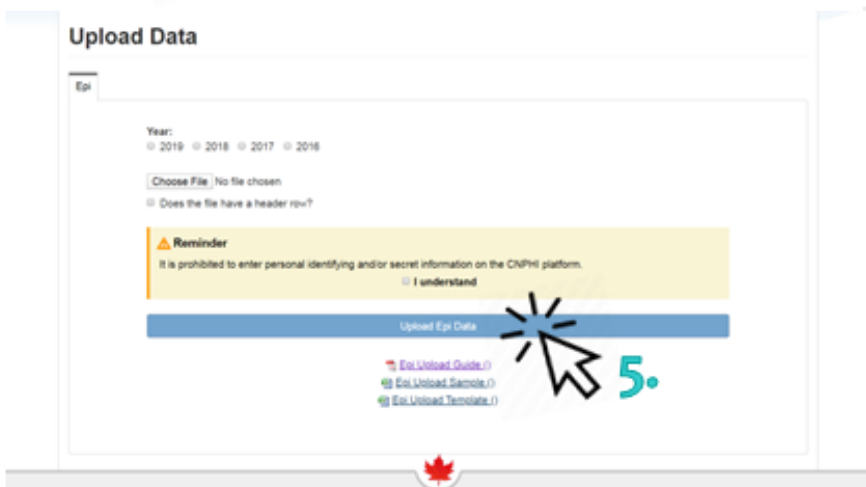 Upload Data
Epi
Year:
2019 2018 2017 2016
Choose File No file chosen
Does the file have a header row?
Reminder
It is prohibited to enter personal identifying and/or secret information on the CNPHI platform.
I understand
Upload Epi Data
Epi Upload Guide ()
Epi Upload Sample ()
Epi Upload Template ()
5.